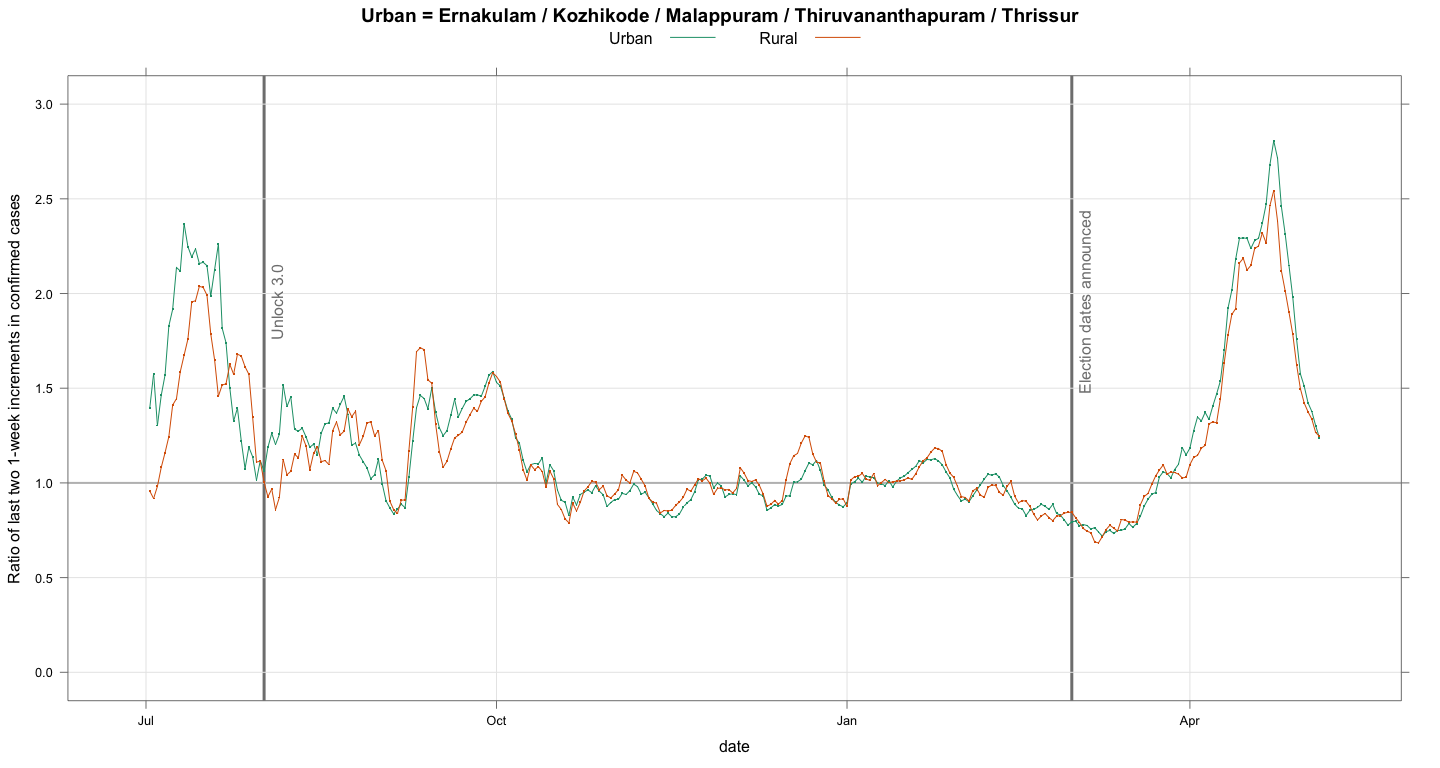 Urban = Ernakulam / Kozhikode / Malappuram / Thiruvananthapuram / Thrissur
Urban Rural
Ratio of last two 1-week increments in confirmed cases
3.0
2.5
2.0
1.5
1.0
0.5
0.0
Unlock 3.0
Election dates announced
Jul Oct Jan Apr
date